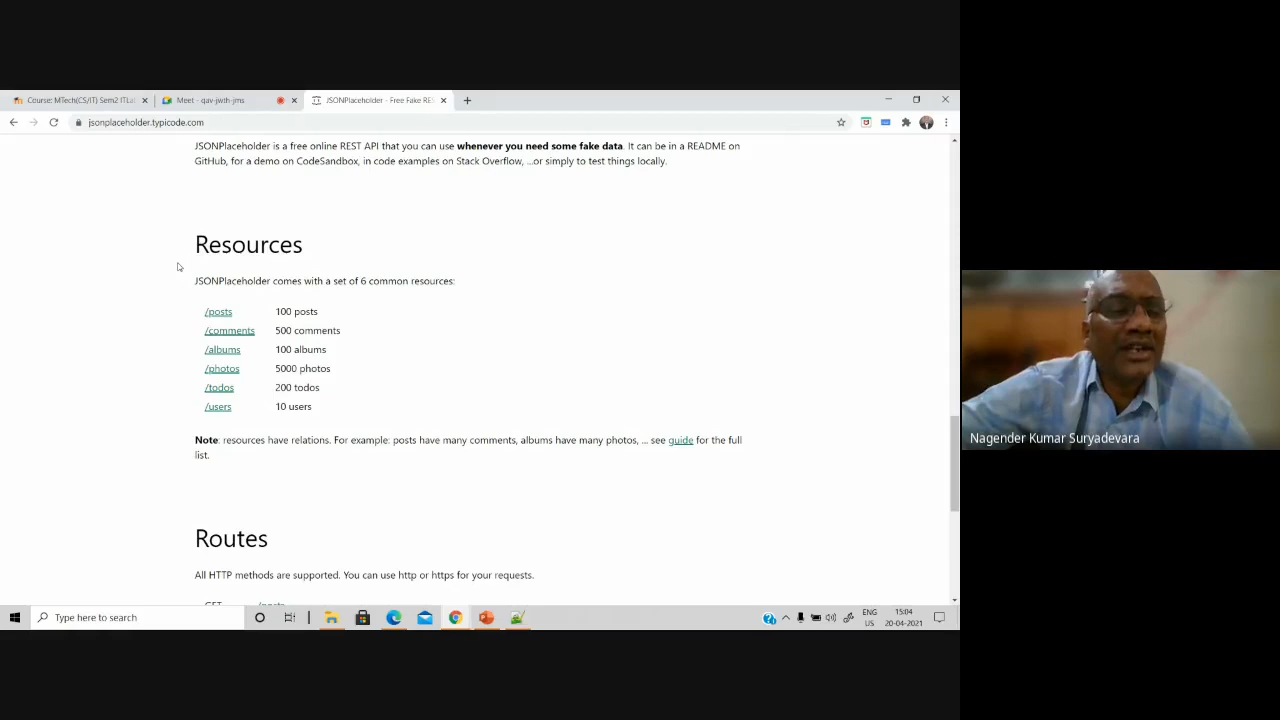 Course: MTech(CS/IT) Sem2 ITLa
Meet - qav-jwth-jms
JSONPlaceholder - Free Fake RES
jsonplaceholder.typicode.com
JSONPlaceholder is a free online REST API that you can use whenever you need some fake data. It can be in a README on
GitHub, for a demo on CodeSandbox, in code examples on Stack Overflow, ...or simply to test things locally.
Resources
JSONPlaceholder comes with a set of 6 common resources:
/posts 100 posts
/comments 500 comments
/albums 100 albums
/photos 5000 photos
/todos 200 todos
/users 10 users
Note: resources have relations. For example: posts have many comments, albums have many photos, ... see guide for the full
list.
Routes
All HTTP methods are supported. You can use http or https for your requests.
GET /posts
Nagender Kumar Suryadevara
Type here to search
ENG
US
15:04
20-04-2021